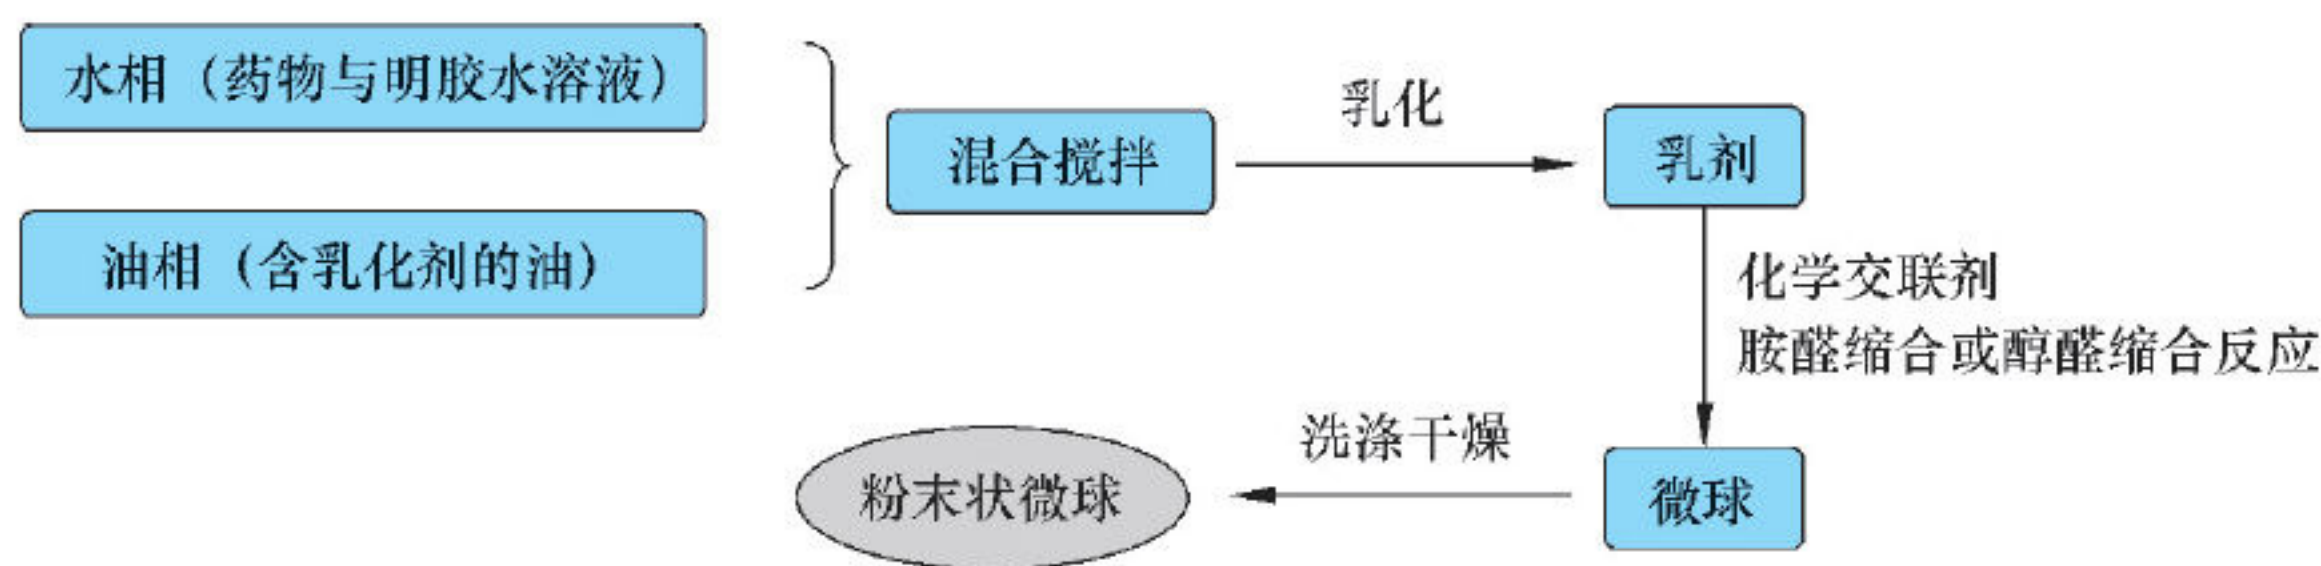 水相（药物与明胶水溶液）
油相（含乳化剂的油）
混合搅拌
乳化
乳剂
化学交联剂
胺醛缩合或醇醛缩合反应
微球
洗涤干燥
粉末状微球